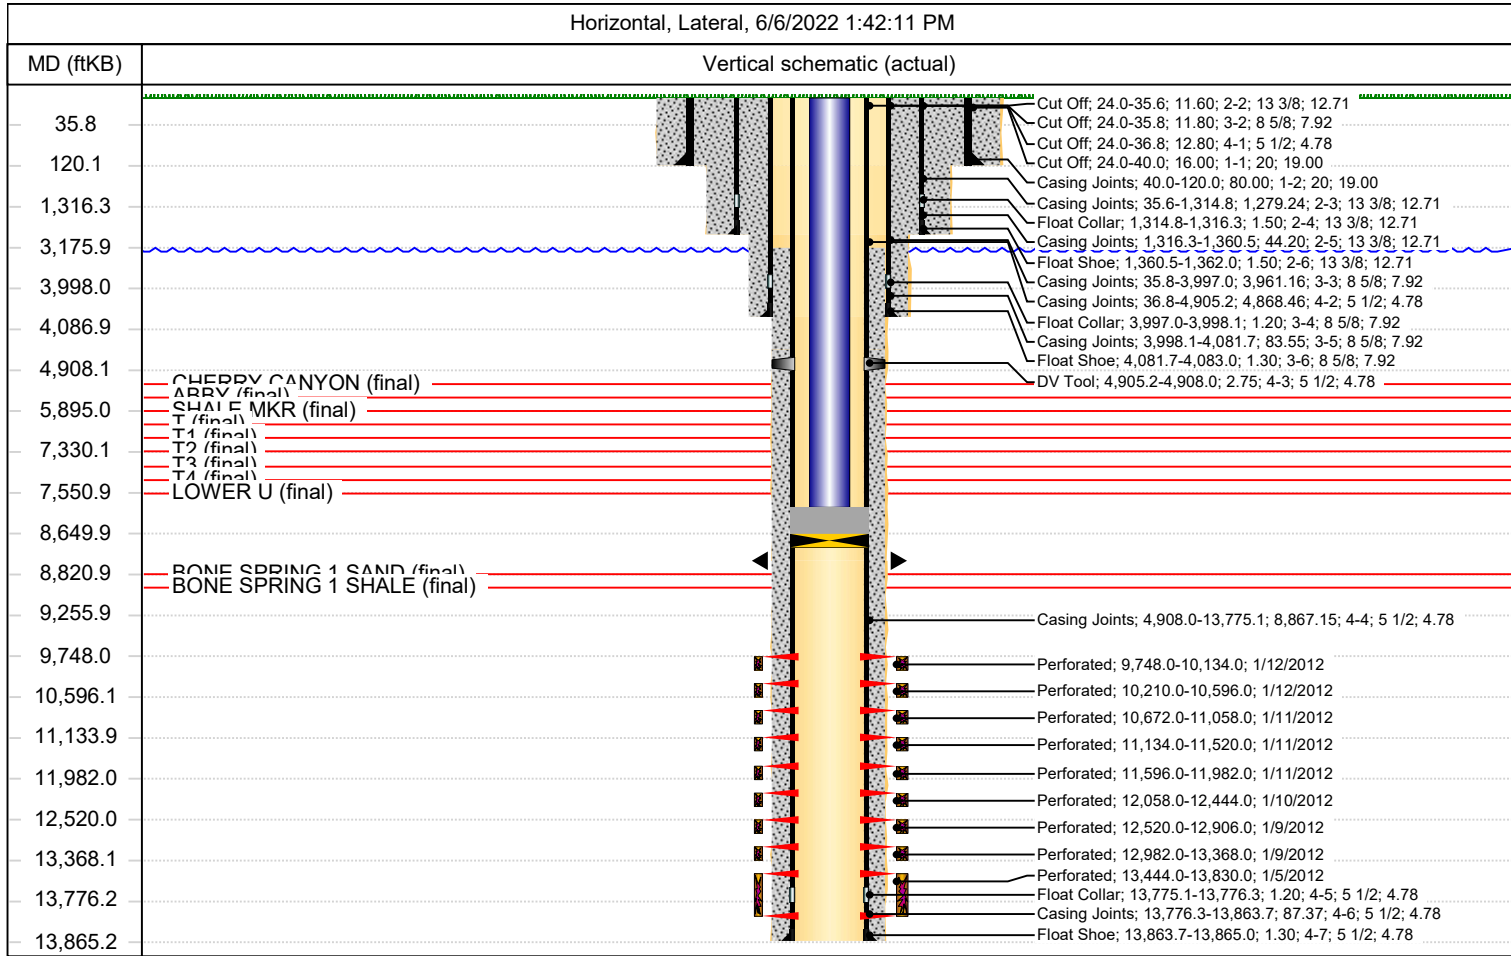 Horizontal, Lateral, 6/6/2022 1:42:11 PM
MD (ftKB)
Vertical schematic (actual)
35.8
120.1
1,316.3
3,175.9
3,998.0
4,086.9
4,908.1
5,895.0
7,330.1
7,550.9
8,649.9
8,820.9
9,255.9
9,748.0
10,596.1
11,133.9
11,982.0
12,520.0
13,368.1
13,776.2
13,865.2
CHERRY CANYON (final)
ABBY (final)
SHALE MKR (final)
T (final)
T1 (final)
T2 (final)
T3 (final)
T4 (final)
LOWER U (final)
BONE SPRING 1 SAND (final)
BONE SPRING 1 SHALE (final)
Cut Off; 24.0-35.6; 11.60; 2-2; 13 3/8; 12.71
Cut Off; 24.0-35.8; 11.80; 3-2; 8 5/8; 7.92
Cut Off; 24.0-36.8; 12.80; 4-1; 5 1/2; 4.78
Cut Off; 24.0-40.0; 16.00; 1-1; 20; 19.00
Casing Joints; 40.0-120.0; 80.00; 1-2; 20; 19.00
Casing Joints; 35.6-1,314.8; 1,279.24; 2-3; 13 3/8; 12.71
Float Collar; 1,314.8-1,316.3; 1.50; 2-4; 13 3/8; 12.71
Casing Joints; 1,316.3-1,360.5; 44.20; 2-5; 13 3/8; 12.71
Float Shoe; 1,360.5-1,362.0; 1.50; 2-6; 13 3/8; 12.71
Casing Joints; 35.8-3,997.0; 3,961.16; 3-3; 8 5/8; 7.92
Casing Joints; 36.8-4,905.2; 4,868.46; 4-2; 5 1/2; 4.78
Float Collar; 3,997.0-3,998.1; 1.20; 3-4; 8 5/8; 7.92
Casing Joints; 3,998.1-4,081.7; 83.55; 3-5; 8 5/8; 7.92
Float Shoe; 4,081.7-4,083.0; 1.30; 3-6; 8 5/8; 7.92
DV Tool; 4,905.2-4,908.0; 2.75; 4-3; 5 1/2; 4.78
Casing Joints; 4,908.0-13,775.1; 8,867.15; 4-4; 5 1/2; 4.78
Perforated; 9,748.0-10,134.0; 1/12/2012
Perforated; 10,210.0-10,596.0; 1/12/2012
Perforated; 10,672.0-11,058.0; 1/11/2012
Perforated; 11,134.0-11,520.0; 1/11/2012
Perforated; 11,596.0-11,982.0; 1/11/2012
Perforated; 12,058.0-12,444.0; 1/10/2012
Perforated; 12,520.0-12,906.0; 1/9/2012
Perforated; 12,982.0-13,368.0; 1/9/2012
Perforated; 13,444.0-13,830.0; 1/5/2012
Float Collar; 13,775.1-13,776.3; 1.20; 4-5; 5 1/2; 4.78
Casing Joints; 13,776.3-13,863.7; 87.37; 4-6; 5 1/2; 4.78
Float Shoe; 13,863.7-13,865.0; 1.30; 4-7; 5 1/2; 4.78